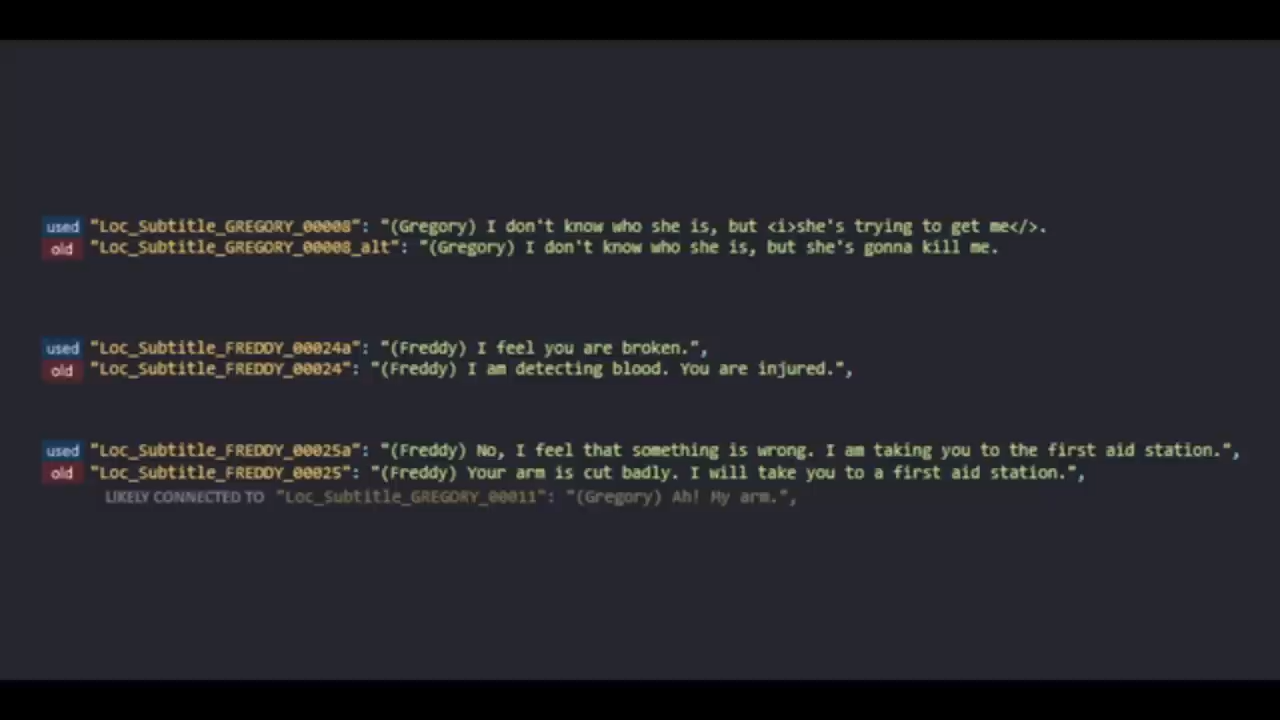 used "Loc_Subtitle_GREGORY_00008": "(Gregory) I don't know who she is, but <i>she's trying to get me</>.
old "Loc_Subtitle_GREGORY_00008_alt": "(Gregory) I don't know who she is, but she's gonna kill me.
used "Loc_Subtitle_FREDDY_00024a": "(Freddy) I feel you are broken.",
old "Loc_Subtitle_FREDDY_00024": "(Freddy) I am detecting blood. You are injured.",
used "Loc_Subtitle_FREDDY_00025a": "(Freddy) No, I feel that something is wrong. I am taking you to the first aid station.",
old "Loc_Subtitle_FREDDY_00025": "(Freddy) Your arm is cut badly. I will take you to a first aid station.",
LIKELY CONNECTED TO "Loc_Subtitle_GREGORY_00011": "(Gregory) Ah! My arm.",